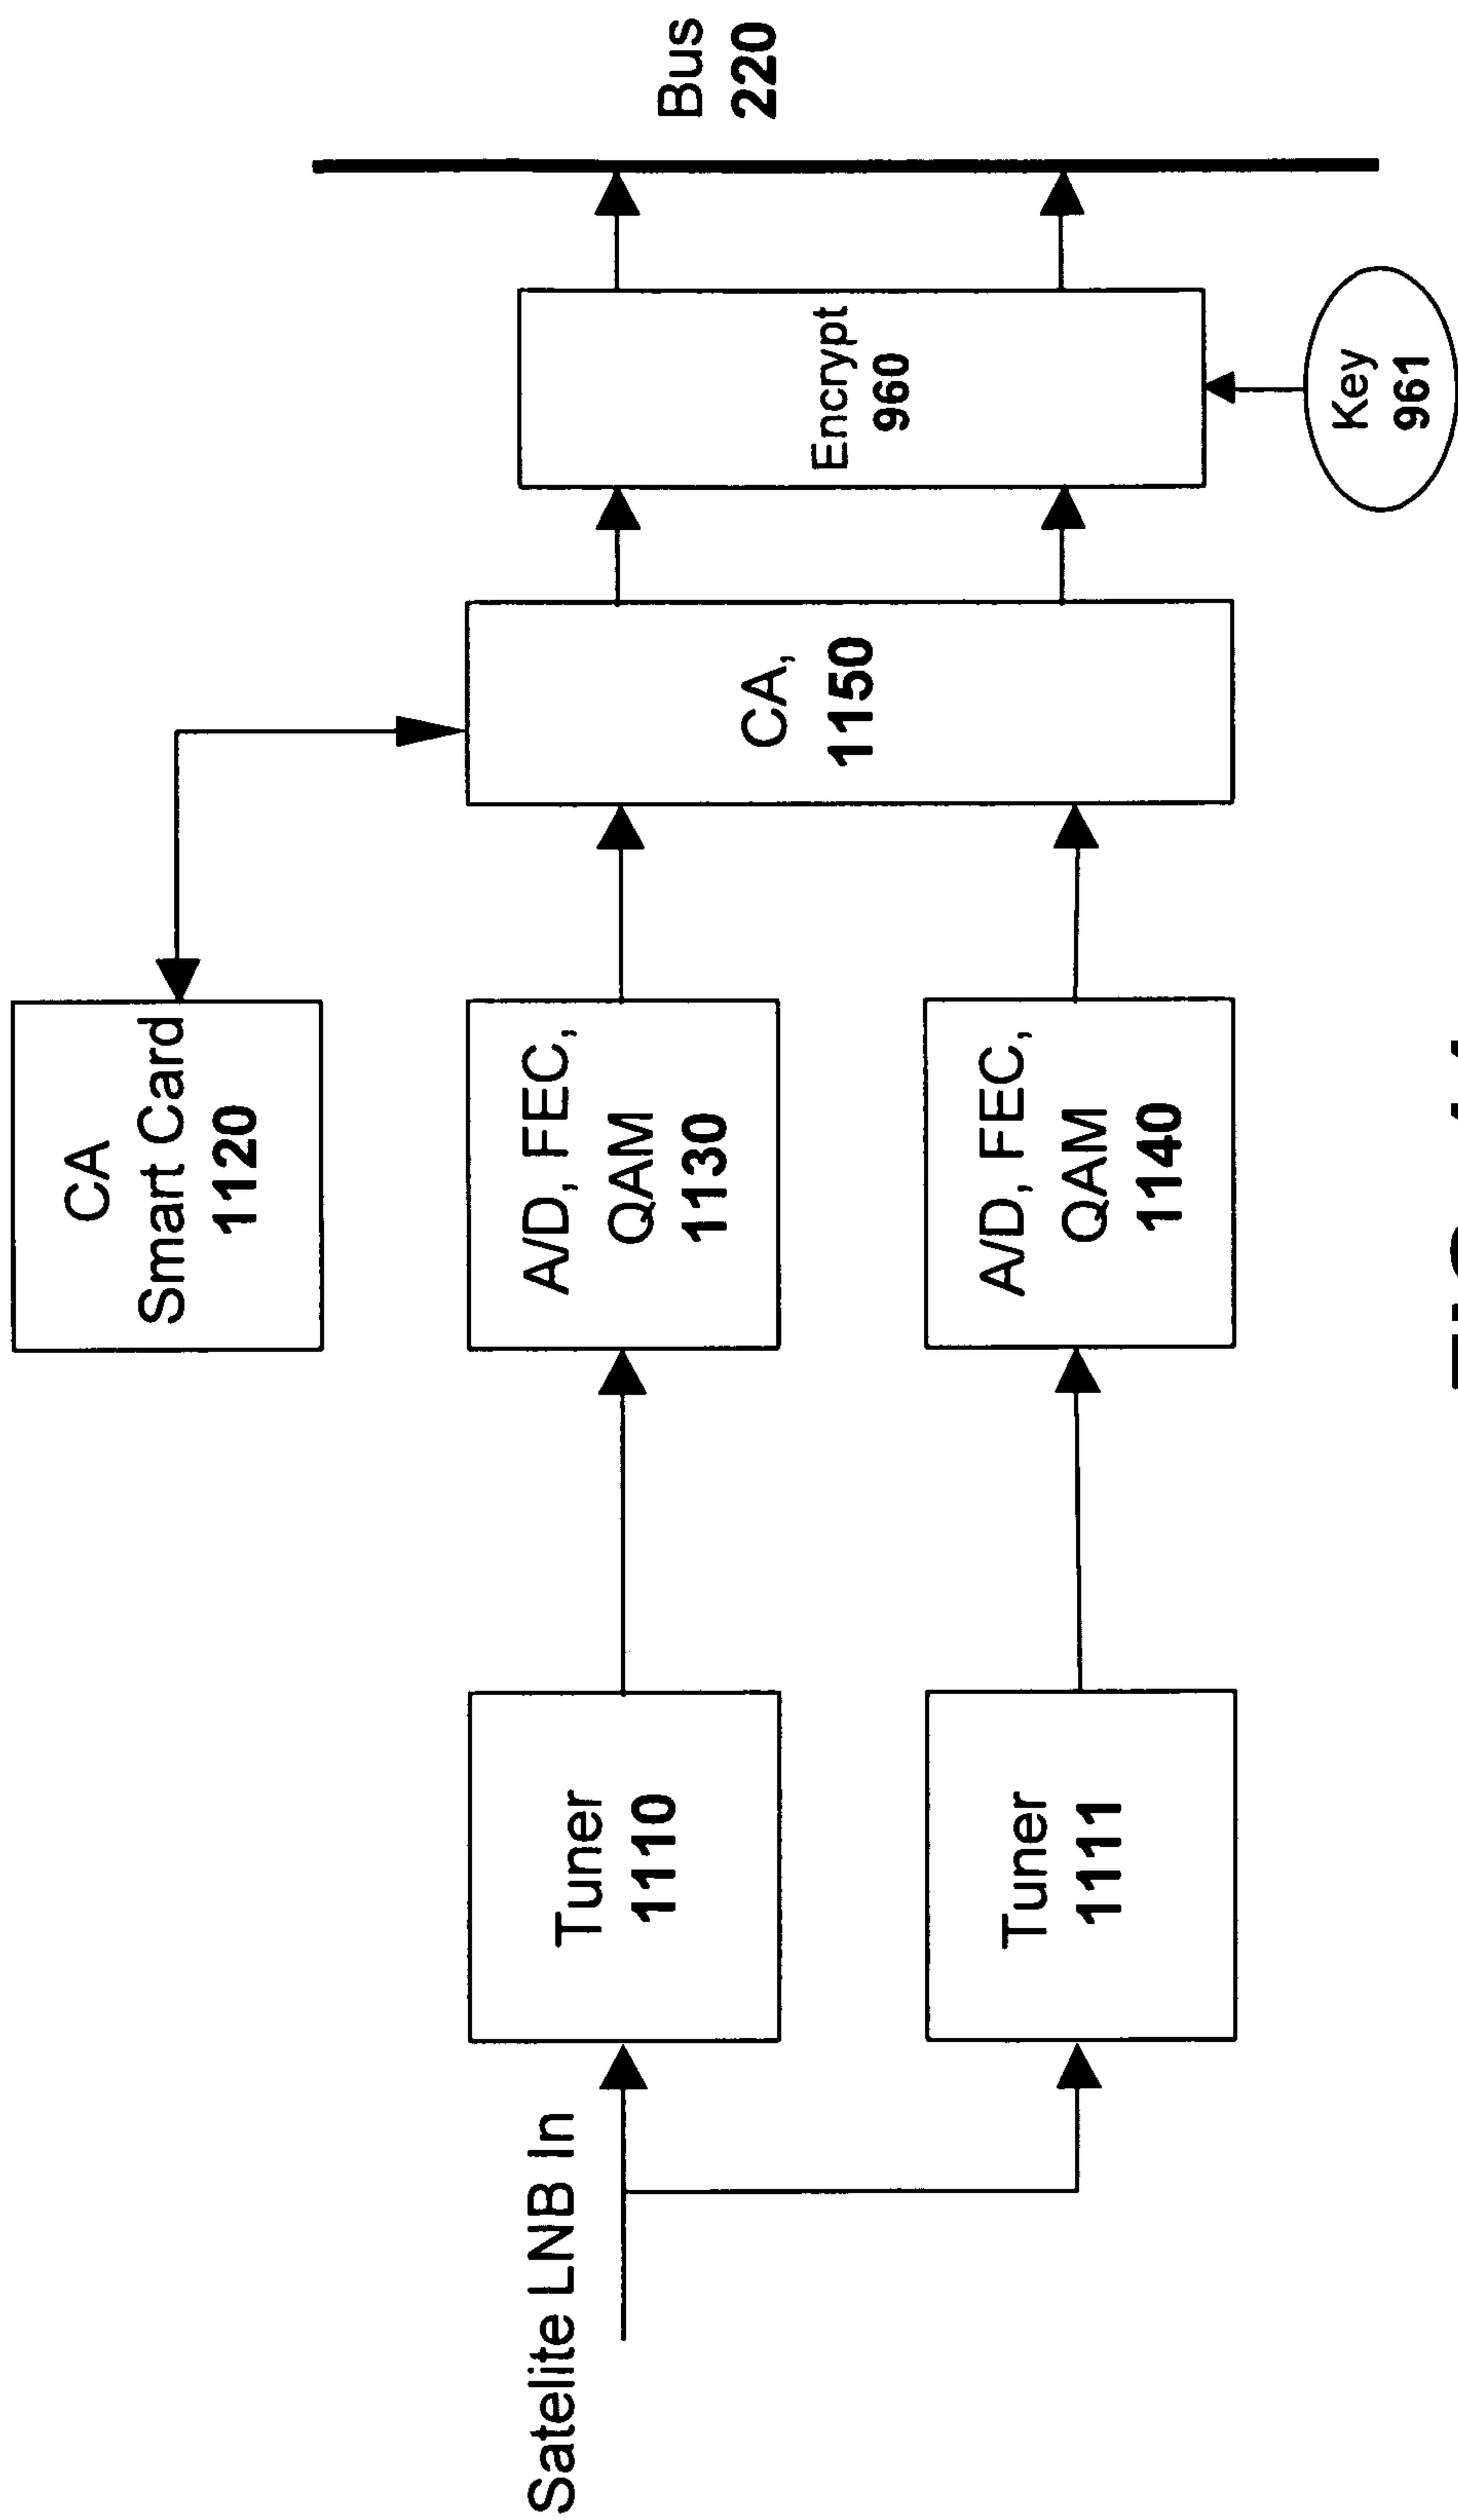 CA
Smart Card
1120
Satelite LNB In
Tuner
1110
A/D, FEC,
QAM
1130
CA,
1150
Encrypt
960
Bus
220
Tuner
1111
A/D, FEC,
QAM
1140
Key
961